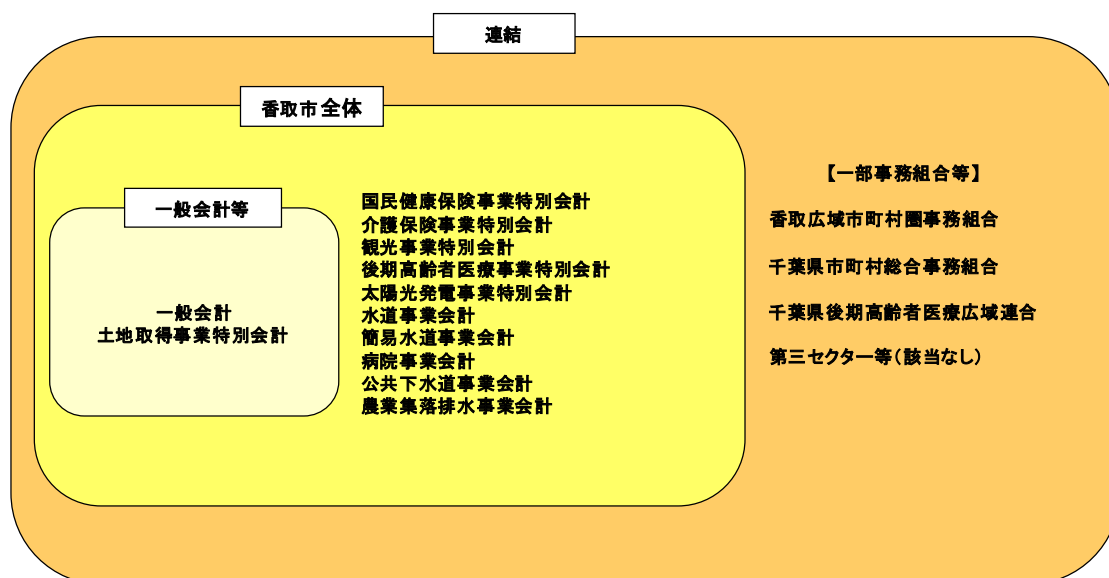 連結
香取市全体
一般会計等
一般会計
土地取得事業特別会計
国民健康保険事業特別会計
介護保険事業特別会計
観光事業特別会計
後期高齢者医療事業特別会計
太陽光発電事業特別会計
水道事業会計
簡易水道事業会計
病院事業会計
公共下水道事業会計
農業集落排水事業会計
【一部事務組合等】
香取広域市町村圏事務組合
千葉県市町村総合事務組合
千葉県後期高齢者医療広域連合
第三セクター等(該当なし)